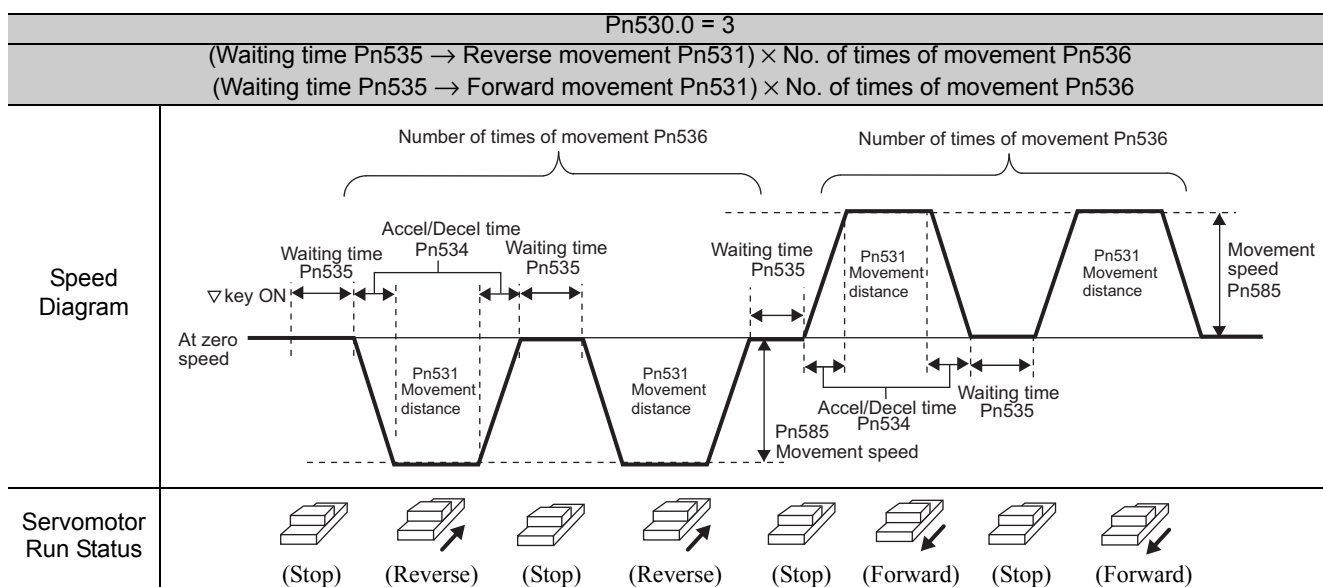 Pn530.0 = 3
(Waiting time Pn535 → Reverse movement Pn531) × No. of times of movement Pn536
(Waiting time Pn535 → Forward movement Pn531) × No. of times of movement Pn536
Speed
Diagram
Number of times of movement Pn536
Number of times of movement Pn536
Waiting time
Pn535
Accel/Decel time
Pn534
Waiting time
Pn535
Waiting time
Pn535
Pn531
Movement
distance
Pn531
Movement
distance
Movement
speed
Pn585
▽key ON
At zero
speed
Pn531
Movement
distance
Pn531
Movement
distance
Pn585
Movement speed
Accel/Decel time
Pn534
Waiting time
Pn535
Servomotor
Run Status
(Stop) (Reverse) (Stop) (Reverse) (Stop) (Forward) (Stop) (Forward)